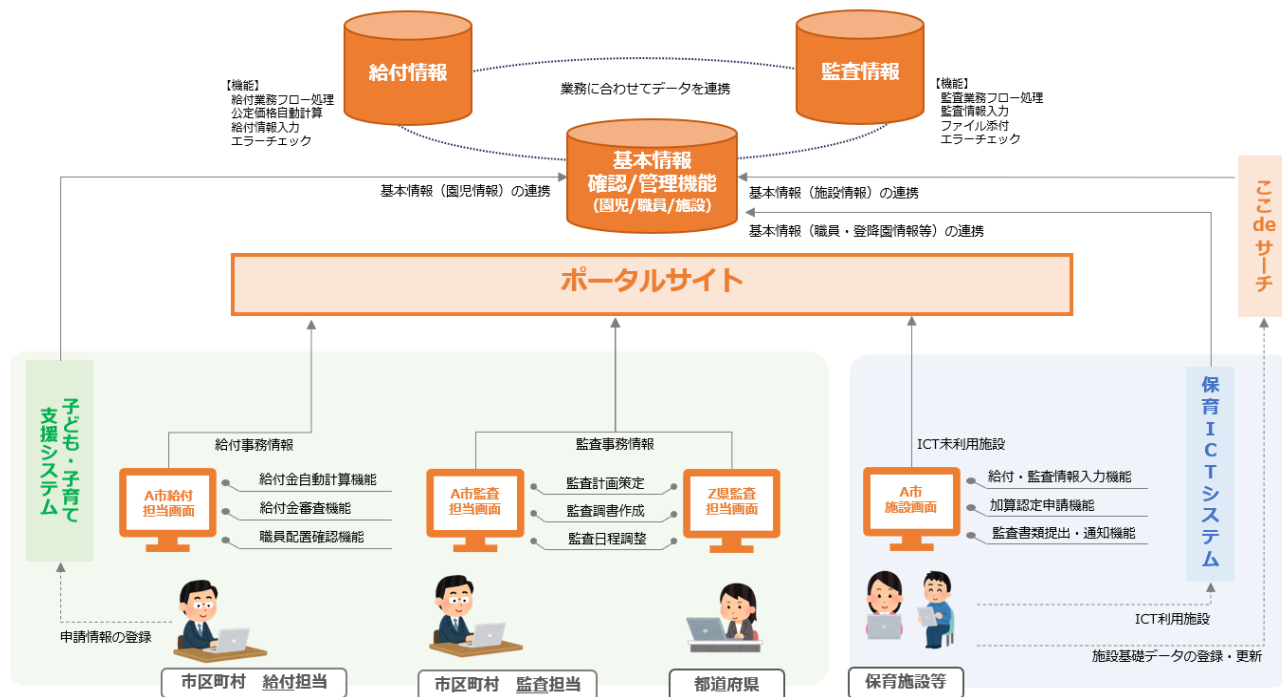 給付情報
監査情報
【機能】
給付業務フロー処理
公定価格自動計算
給付情報入力
エラーチェック
業務に合わせてデータを連携
【機能】
監査業務フロー処理
監査情報入力
ファイル添付
エラーチェック
基本情報
確認/管理機能
(園児/職員/施設)
基本情報（園児情報）の連携
基本情報（施設情報）の連携
基本情報（職員・登降園情報等）の連携
ここdeサーチ
ポータルサイト
子ども・子育て
支援システム
保育ICTシステム
給付事務情報
監査事務情報
ICT未利用施設
A市給付
担当画面
給付金自動計算機能
給付金審査機能
職員配置確認機能
A市監査
担当画面
監査計画策定
監査調書作成
監査日程調整
Z県監査
担当画面
A市
施設画面
給付・監査情報入力機能
加算認定申請機能
監査書類提出・通知機能
申請情報の登録
ICT利用施設
施設基礎データの登録・更新
市区町村 給付担当
市区町村 監査担当
都道府県
保育施設等